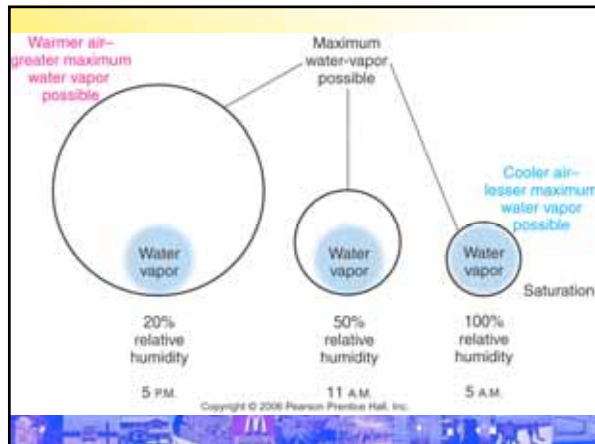 Warmer air–
greater maximum
water vapor
possible
Maximum
water-vapor
possible
Cooler air–
lesser maximum
water vapor
possible
Water
vapor
Water
vapor
Water
vapor
Saturation
20%
relative
humidity
50%
relative
humidity
100%
relative
humidity
5 P.M.
11 A.M.
5 A.M.
Copyright © 2006 Pearson Prentice Hall, Inc.